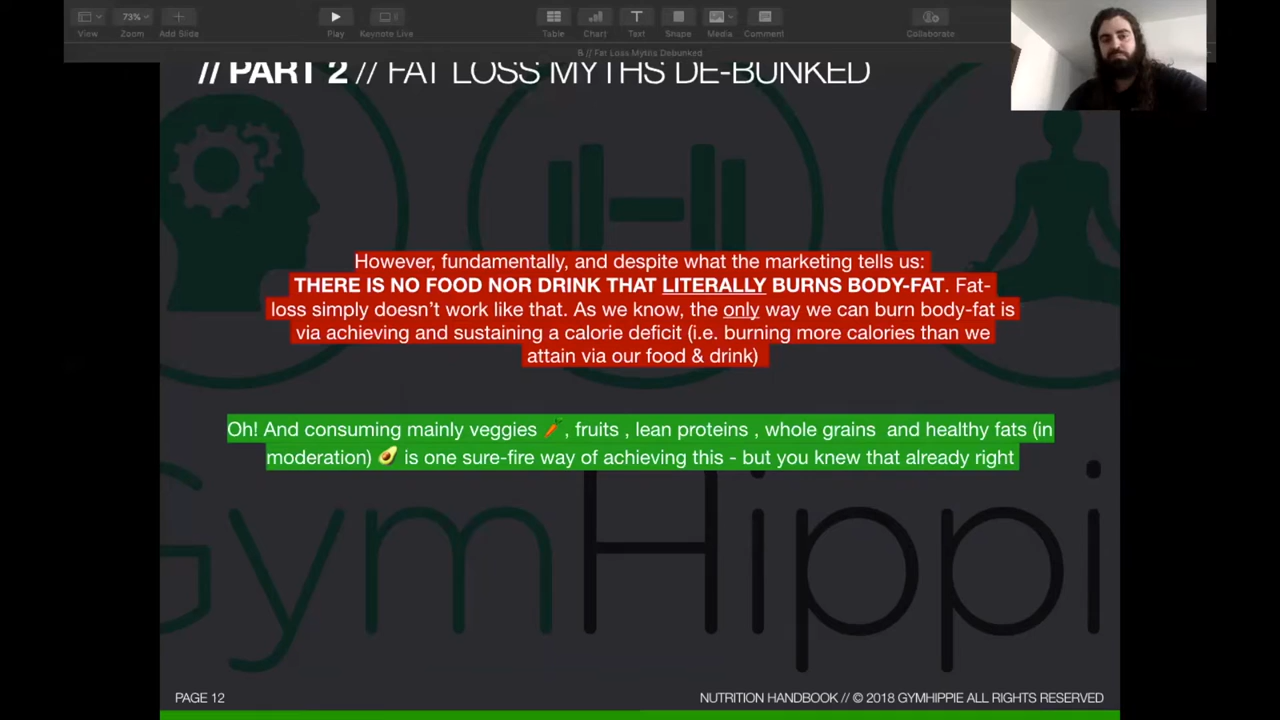 73%
View
Zoom
Add Slide
Play
Keynote Live
Table
Chart
Text
Shape
Media
Comment
Collaborate
// Fat Loss Myths Debunked
// PART 2 // FAT LOSS MYTHS DE-BUNKED
However, fundamentally, and despite what the marketing tells us:
THERE IS NO FOOD NOR DRINK THAT LITERALLY BURNS BODY-FAT. Fat-
loss simply doesn’t work like that. As we know, the only way we can burn body-fat is
via achieving and sustaining a calorie deficit (i.e. burning more calories than we
attain via our food & drink)
Oh! And consuming mainly veggies 🥕, fruits , lean proteins , whole grains  and healthy fats (in
moderation) 🥑 is one sure-fire way of achieving this - but you knew that already right
GymHippi
PAGE 12
NUTRITION HANDBOOK // © 2018 GYMHIPPIE ALL RIGHTS RESERVED